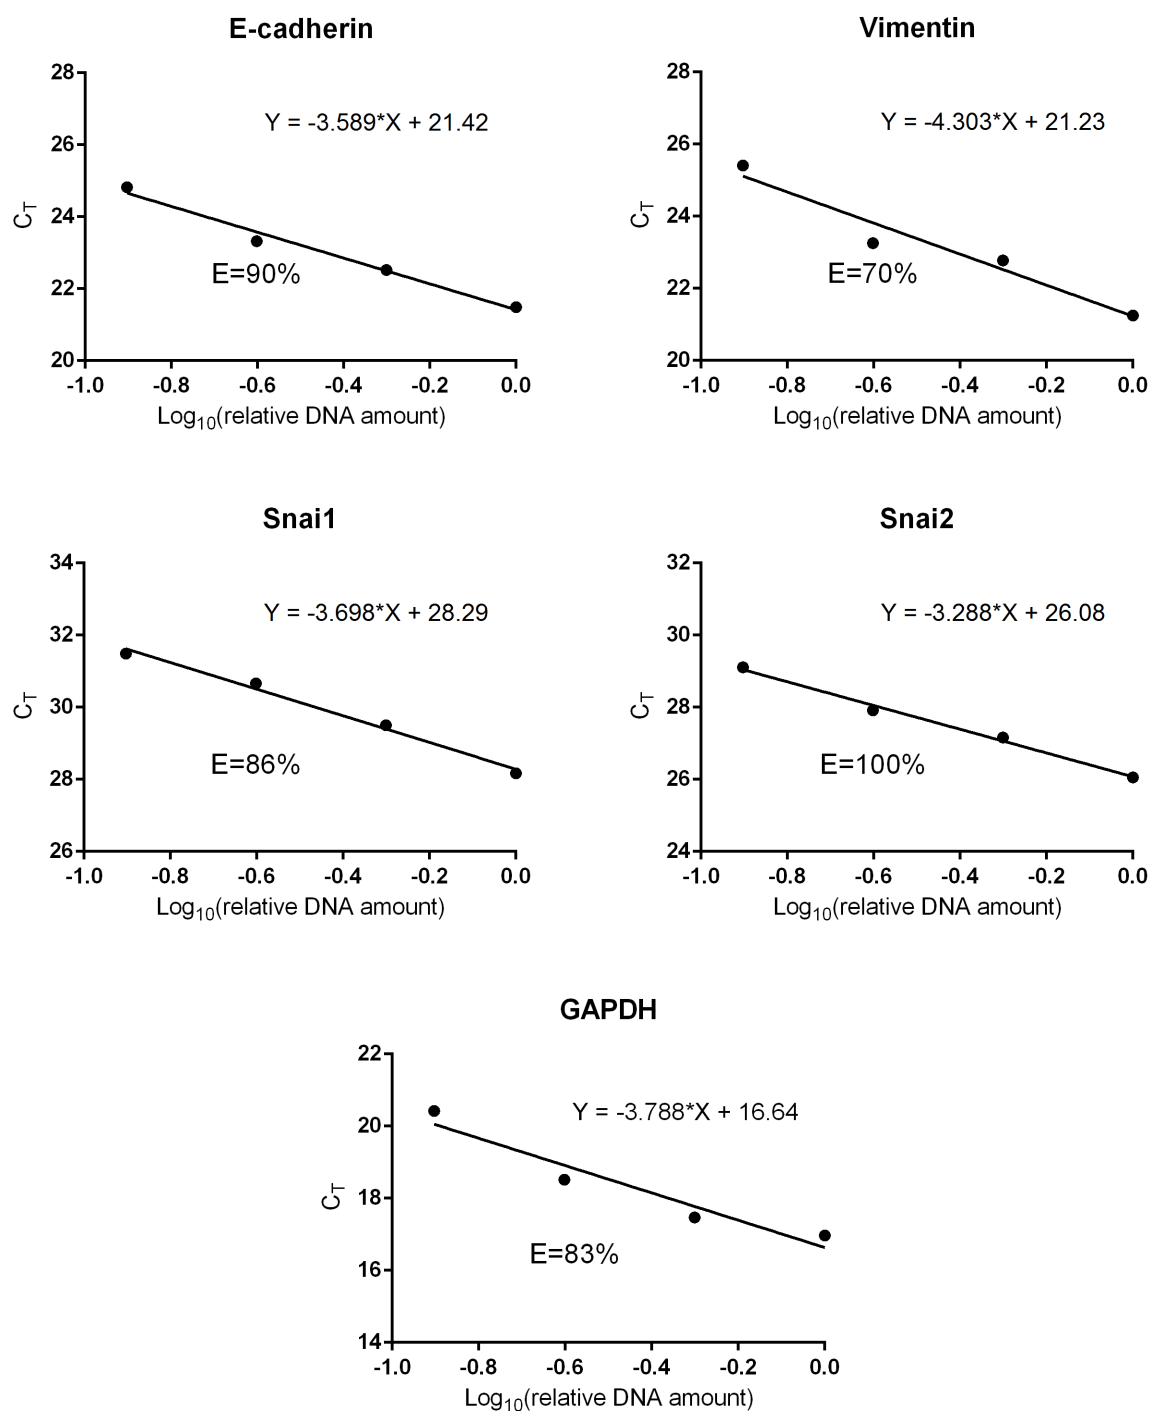 E-cadherin
28
26
24
22
20
C_T
Y = -3.589*X + 21.42
E=90%
-1.0 -0.8 -0.6 -0.4 -0.2 0.0
Log₁₀(relative DNA amount)
Vimentin
28
26
24
22
20
C_T
Y = -4.303*X + 21.23
E=70%
-1.0 -0.8 -0.6 -0.4 -0.2 0.0
Log₁₀(relative DNA amount)
Snai1
34
32
30
28
26
C_T
Y = -3.698*X + 28.29
E=86%
-1.0 -0.8 -0.6 -0.4 -0.2 0.0
Log₁₀(relative DNA amount)
Snai2
32
30
28
26
24
C_T
Y = -3.288*X + 26.08
E=100%
-1.0 -0.8 -0.6 -0.4 -0.2 0.0
Log₁₀(relative DNA amount)
GAPDH
22
20
18
16
14
C_T
Y = -3.788*X + 16.64
E=83%
-1.0 -0.8 -0.6 -0.4 -0.2 0.0
Log₁₀(relative DNA amount)